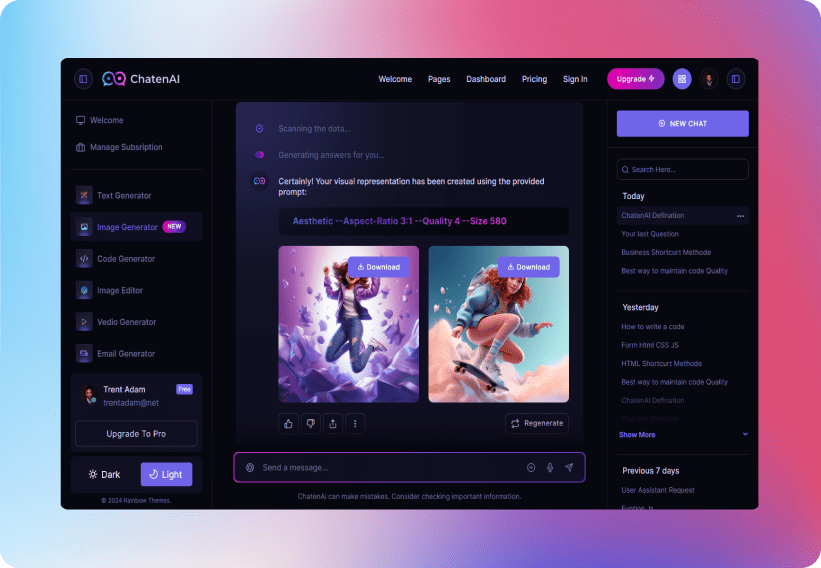 ChatenAI
Welcome
Pages
Dashboard
Pricing
Sign In
Upgrade
Welcome
Manage Subsription
Text Generator
Image Generator
NEW
Code Generator
Image Editor
Vedio Generator
Email Generator
Trent Adam
Free
trentadam@net
Upgrade To Pro
Dark
Light
© 2024 Rainbow Themes.
Scanning the data...
Generating answers for you...
Certainly! Your visual representation has been created using the provided
prompt:
Aesthetic --Aspect-Ratio 3:1 --Quality 4 --Size 580
Download
Download
Regenerate
Send a message...
ChatenAi can make mistakes. Consider checking important information.
NEW CHAT
Search Here...
Today
ChatenAI Defination
Your last Question
Business Shortcurt Methode
Best way to maintain code Quality
Yesterday
How to write a code
Form Html CSS JS
HTML Shortcurt Methode
Best way to maintain code Quality
ChatenAI Defination
Your last Question
Show More
Previous 7 days
User Assistant Request